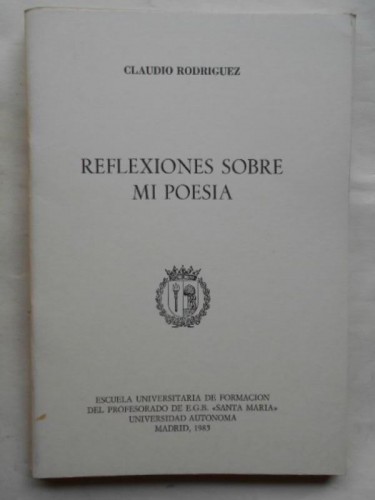 CLAUDIO RODRIGUEZ
REFLEXIONES SOBRE
MI POESIA
ESCUELA UNIVERSITARIA DE FORMACION
DEL PROFESORADO DE E.G.B. «SANTA MARIA»
UNIVERSIDAD AUTONOMA
MADRID, 1985